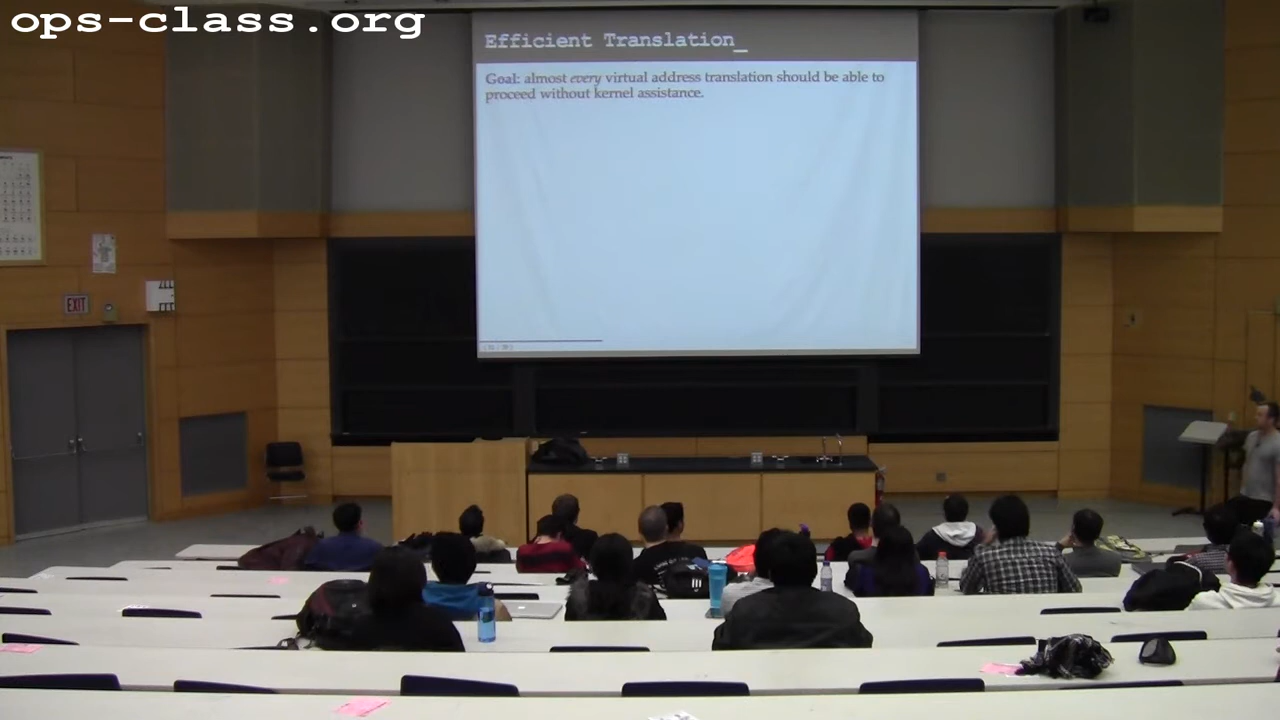 ops-class.org
Efficient Translation_
Goal: almost every virtual address translation should be able to
proceed without kernel assistance.
EXIT